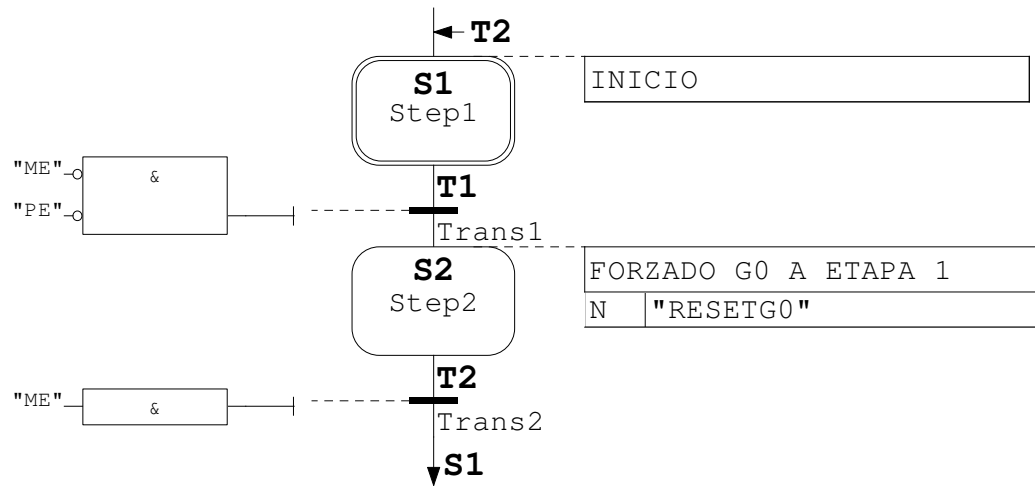 T2
S1
Step1
INICIO
"ME"
&
"PE"
T1
Trans1
S2
Step2
FORZADO G0 A ETAPA 1
N "RESETG0"
T2
"ME"
&
Trans2
S1